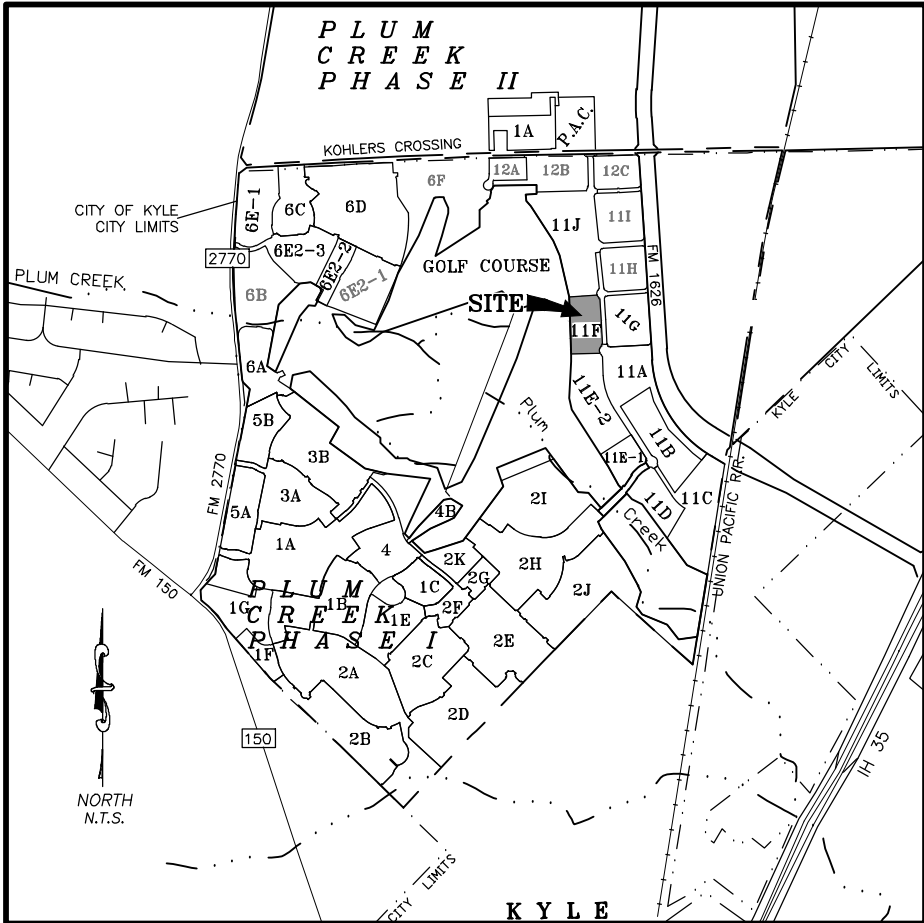 PLUM
CREEK
PHASE II
1A
P.A.C.
KOHLERS CROSSING
6E-1
6C
6D
6F
12A
12B
12C
CITY OF KYLE
CITY LIMITS
11J
11I
2770
6E2-3
6E2-2
6E2-1
GOLF COURSE
11H
FM 1626
PLUM CREEK
6B
SITE
11F
11G
6A
11A
KYLE CITY LIMITS
5B
Plum
11E-2
11B
3B
11E-1
FM 2770
3A
2I
11C
5A
4B
11D
Creek
UNION PACIFIC R/R.
1A
4
2K
2H
FM 150
2G
1C
2J
PLUM
CREEK
PHASE I
1G
1B
1E
2F
1F
2E
2C
2A
2D
150
2B
IH 35
NORTH
N.T.S.
CITY LIMITS
KYLE